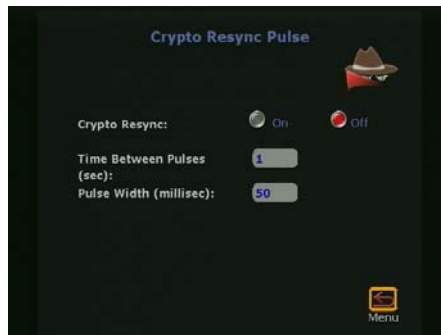 Crypto Resync Pulse
Crypto Resync: On Off
Time Between Pulses
(sec): 1
Pulse Width (millisec): 50
Menu